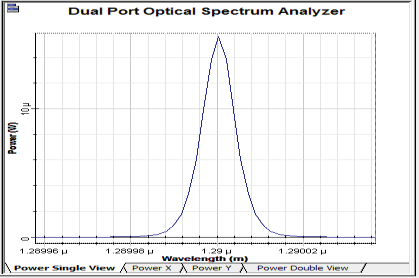 Dual Port Optical Spectrum Analyzer
Power (W)
10 μ
0
1.28996 μ 1.28998 μ 1.29 μ 1.29002 μ
Wavelength (m)
Power Single View Power X Power Y Power Double View